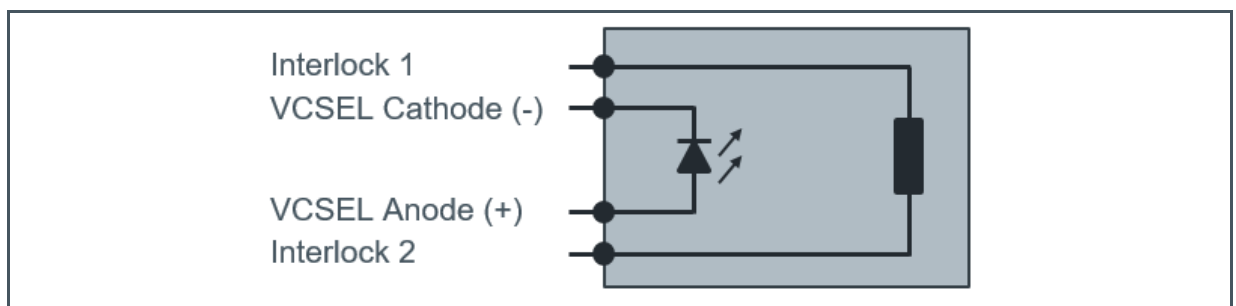 Interlock 1
VCSEL Cathode (-)
VCSEL Anode (+)
Interlock 2